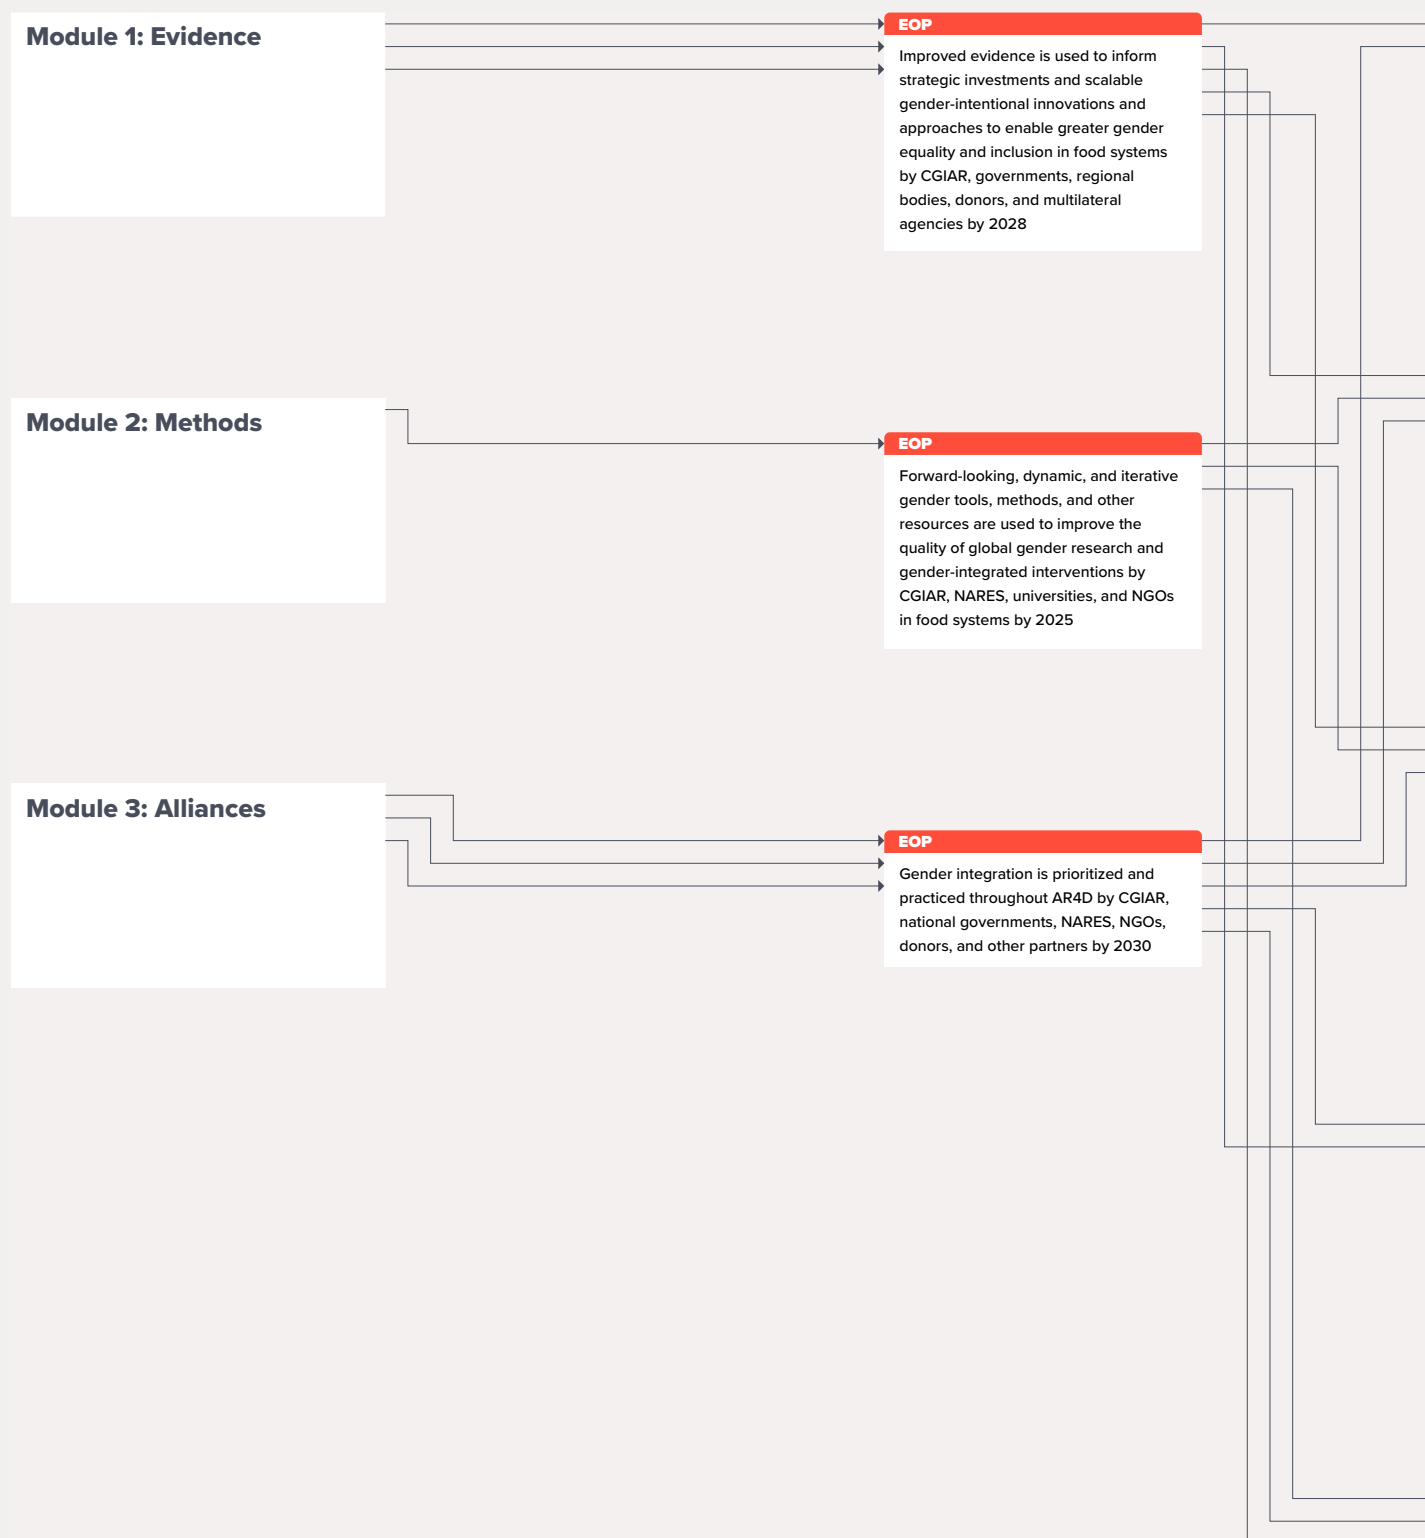 Module 1: Evidence
EOP
Improved evidence is used to inform
strategic investments and scalable
gender-intentional innovations and
approaches to enable greater gender
equality and inclusion in food systems
by CGIAR, governments, regional
bodies, donors, and multilateral
agencies by 2028
Module 2: Methods
EOP
Forward-looking, dynamic, and iterative
gender tools, methods, and other
resources are used to improve the
quality of global gender research and
gender-integrated interventions by
CGIAR, NARES, universities, and NGOs
in food systems by 2025
Module 3: Alliances
EOP
Gender integration is prioritized and
practiced throughout AR4D by CGIAR,
national governments, NARES, NGOs,
donors, and other partners by 2030